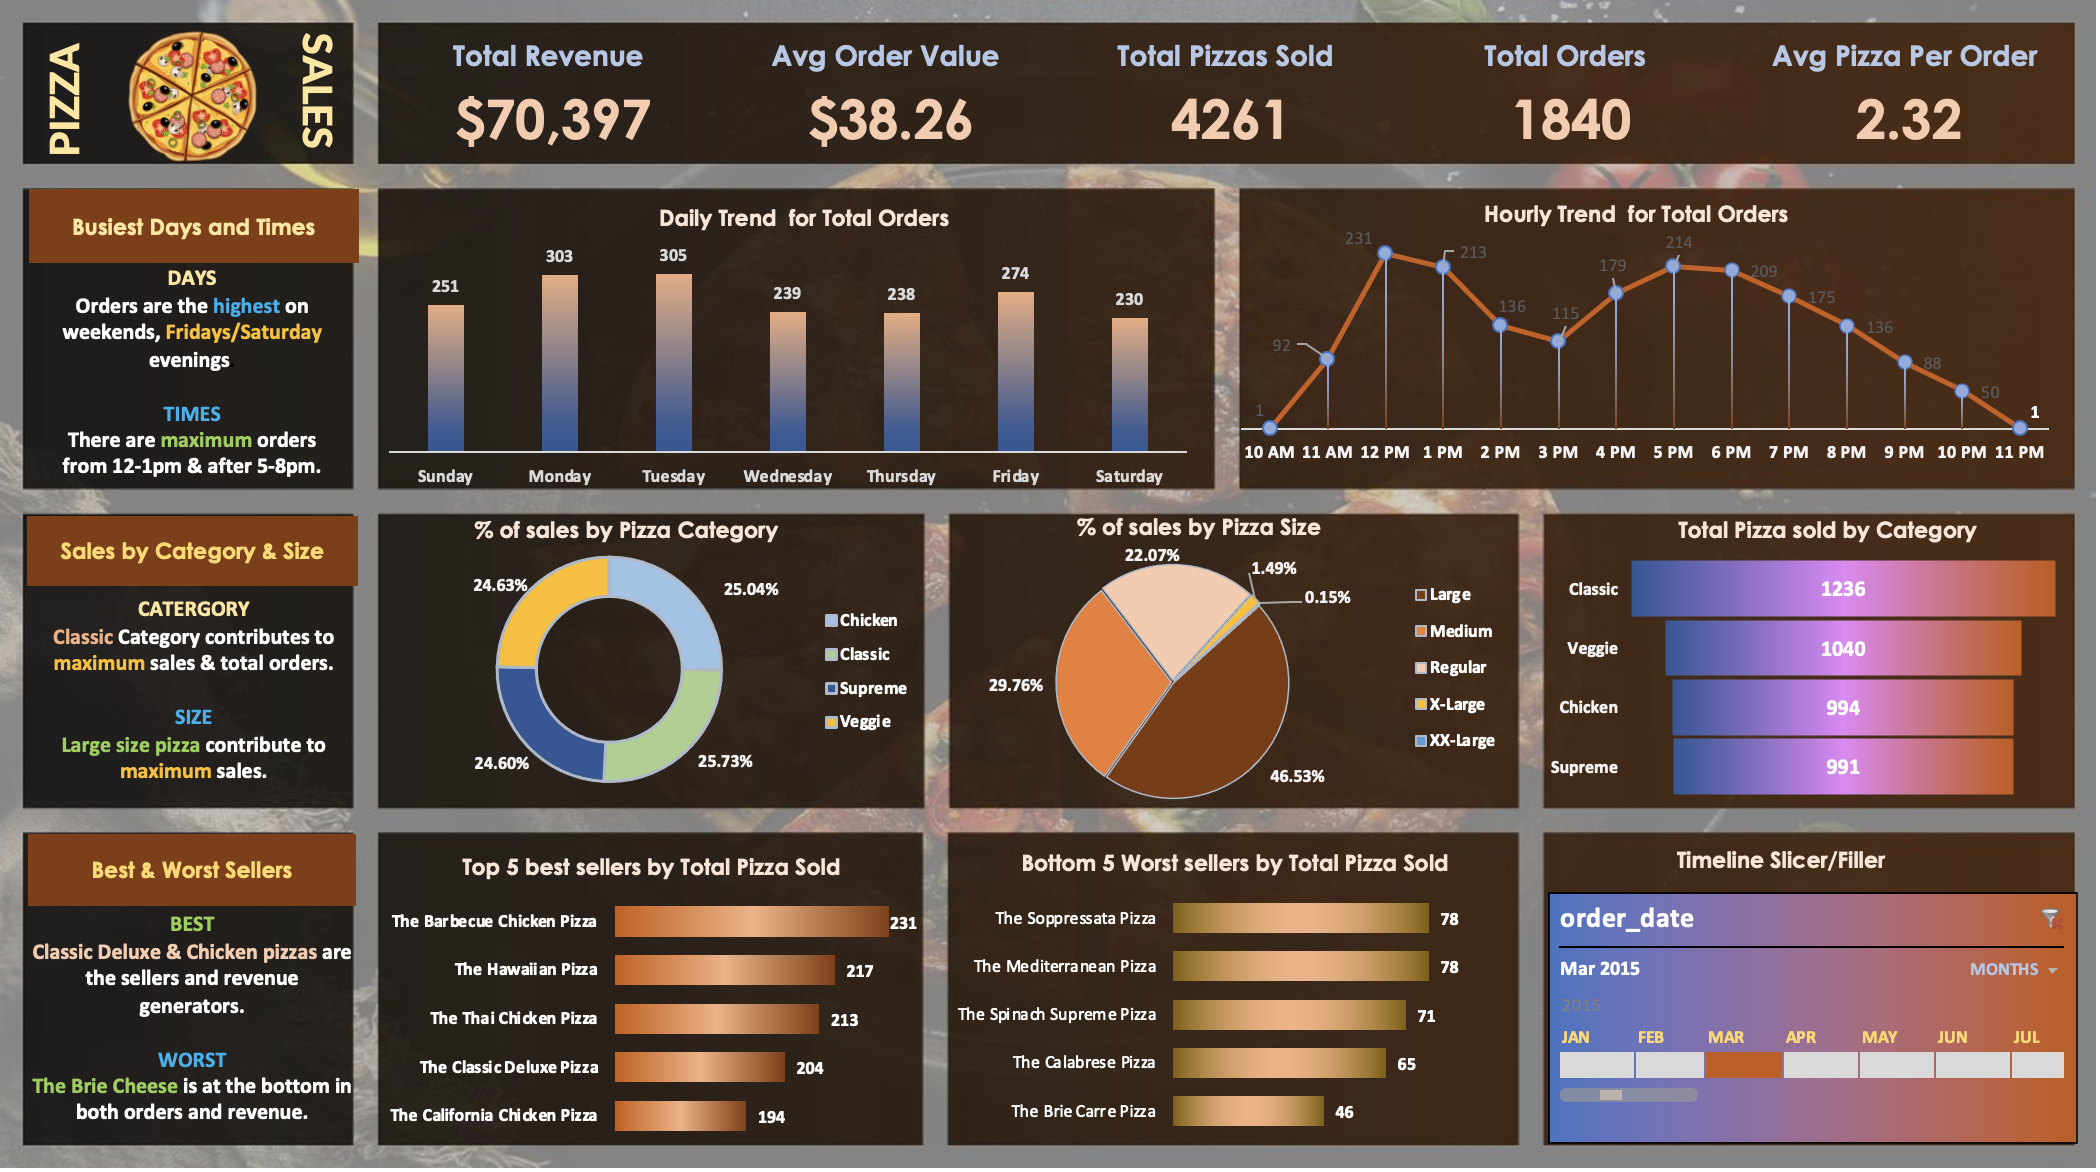 PIZZA
SALES
Total Revenue
$70,397
Avg Order Value
$38.26
Total Pizzas Sold
4261
Total Orders
1840
Avg Pizza Per Order
2.32
Busiest Days and Times
DAYS
Orders are the highest on
weekends, Fridays/Saturday
evenings
TIMES
There are maximum orders
from 12-1pm & after 5-8pm.
Daily Trend for Total Orders
251
303
305
239
238
274
230
Sunday
Monday
Tuesday
Wednesday
Thursday
Friday
Saturday
Hourly Trend for Total Orders
1
92
231
213
136
115
179
214
209
175
136
88
50
1
10 AM
11 AM
12 PM
1 PM
2 PM
3 PM
4 PM
5 PM
6 PM
7 PM
8 PM
9 PM
10 PM
11 PM
Sales by Category & Size
CATERGORY
Classic Category contributes to
maximum sales & total orders.
SIZE
Large size pizza contribute to
maximum sales.
% of sales by Pizza Category
24.63%
25.04%
24.60%
25.73%
Chicken
Classic
Supreme
Veggie
% of sales by Pizza Size
22.07%
1.49%
0.15%
29.76%
46.53%
Large
Medium
Regular
X-Large
XX-Large
Total Pizza sold by Category
Classic 1236
Veggie 1040
Chicken 994
Supreme 991
Best & Worst Sellers
BEST
Classic Deluxe & Chicken pizzas are
the sellers and revenue
generators.
WORST
The Brie Cheese is at the bottom in
both orders and revenue.
Top 5 best sellers by Total Pizza Sold
The Barbecue Chicken Pizza 231
The Hawaiian Pizza 217
The Thai Chicken Pizza 213
The Classic Deluxe Pizza 204
The California Chicken Pizza 194
Bottom 5 Worst sellers by Total Pizza Sold
The Soppressata Pizza 78
The Mediterranean Pizza 78
The Spinach Supreme Pizza 71
The Calabrese Pizza 65
The Brie Carre Pizza 46
Timeline Slicer/Filler
order_date
Mar 2015
MONTHS
2015
JAN
FEB
MAR
APR
MAY
JUN
JUL